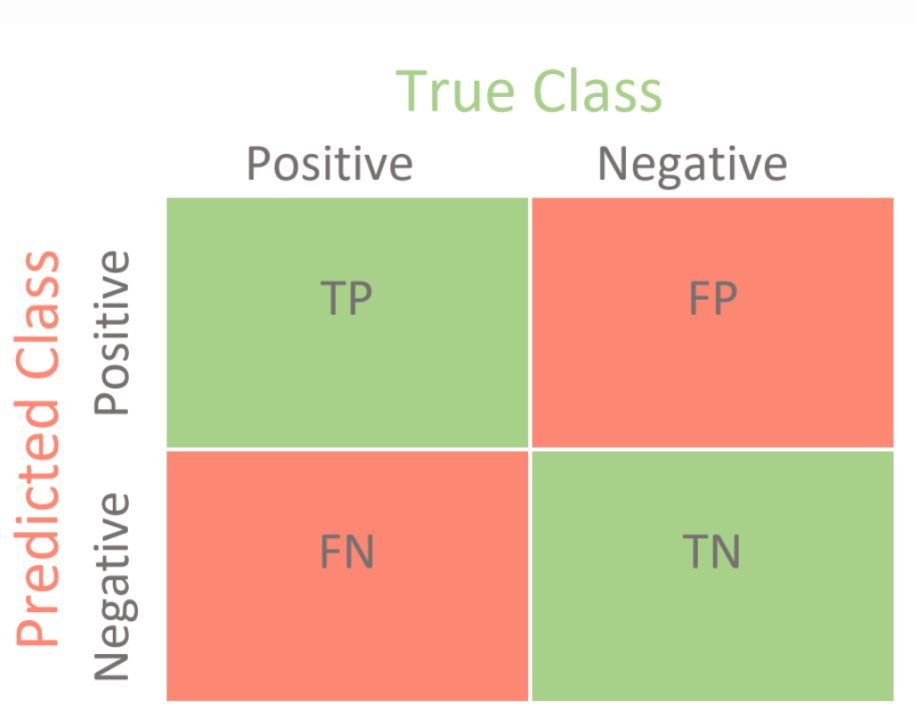 True Class
Positive Negative
Predicted Class
Positive
TP FP
Negative
FN TN